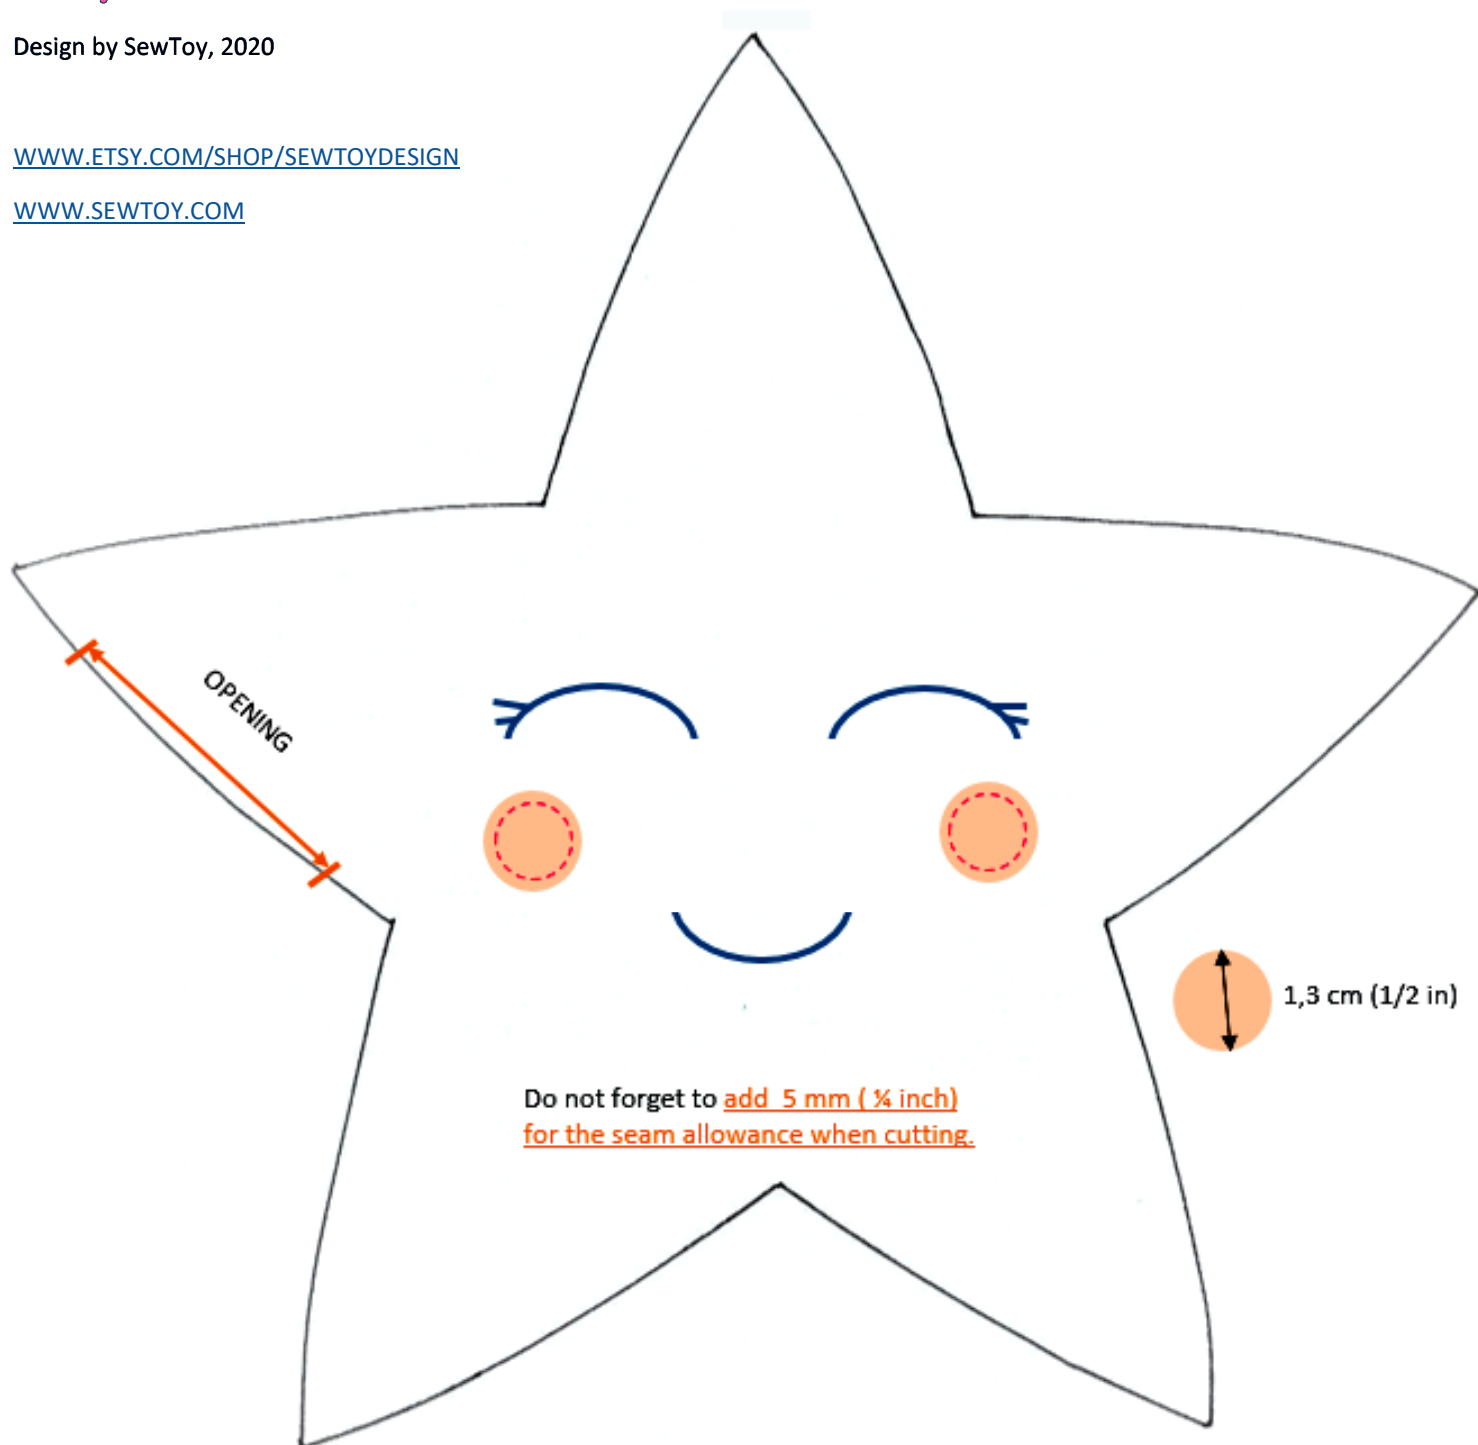 Design by SewToy, 2020
WWW.ETSY.COM/SHOP/SEWTOYDESIGN
WWW.SEWTOY.COM
OPENING
1,3 cm (1/2 in)
Do not forget to add 5 mm ( ¼ inch)
for the seam allowance when cutting.